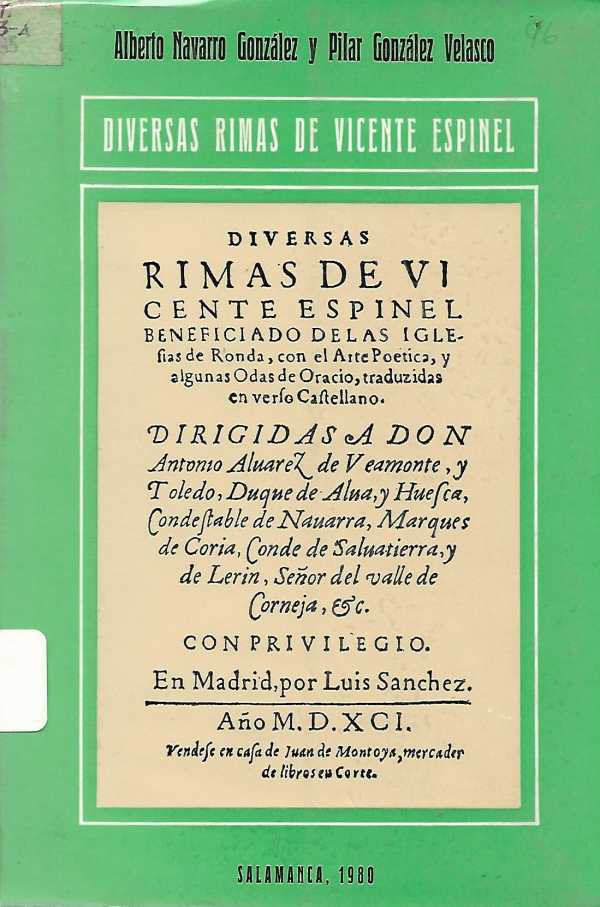 Alberto Navarro González y Pilar González Velasco
96
DIVERSAS RIMAS DE VICENTE ESPINEL
DIVERSAS
RIMAS DE VI
CENTE ESPINEL
BENEFICIADO DELAS IGLE-
ſias de Ronda, con el Arte Poetica, y
algunas Odas de Oracio, traduzidas
en verſo Caſtellano.
DIRIGIDAS A DON
Antonio Aluarez de Veamonte, y
Toledo, Duque de Alua, y Hueſca,
Condeſtable de Nauarra, Marques
de Coria, Conde de Saluatierra, y
de Lerin, Señor del valle de
Corneja, &c.
CON PRIVILEGIO.
En Madrid, por Luis Sanchez.
Año M. D. XCI.
Vendeſe en caſa de Juan de Montoya, mercader
de libros en Corte.
SALAMANCA, 1980